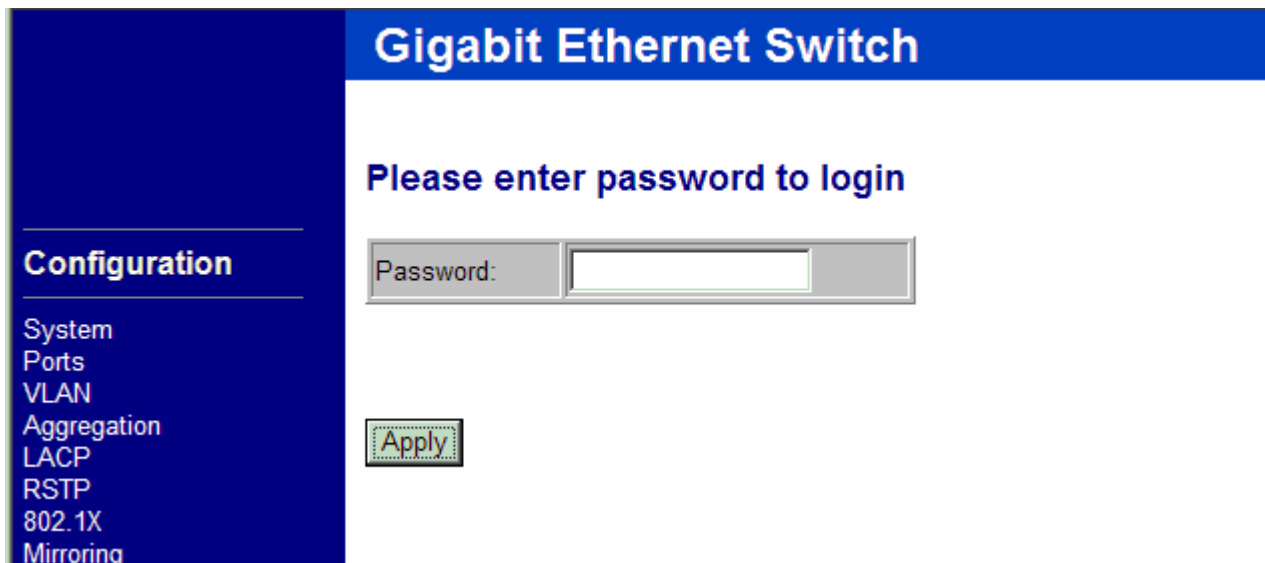 Gigabit Ethernet Switch
Please enter password to login
Password:
Apply
Configuration
System
Ports
VLAN
Aggregation
LACP
RSTP
802.1X
Mirroring